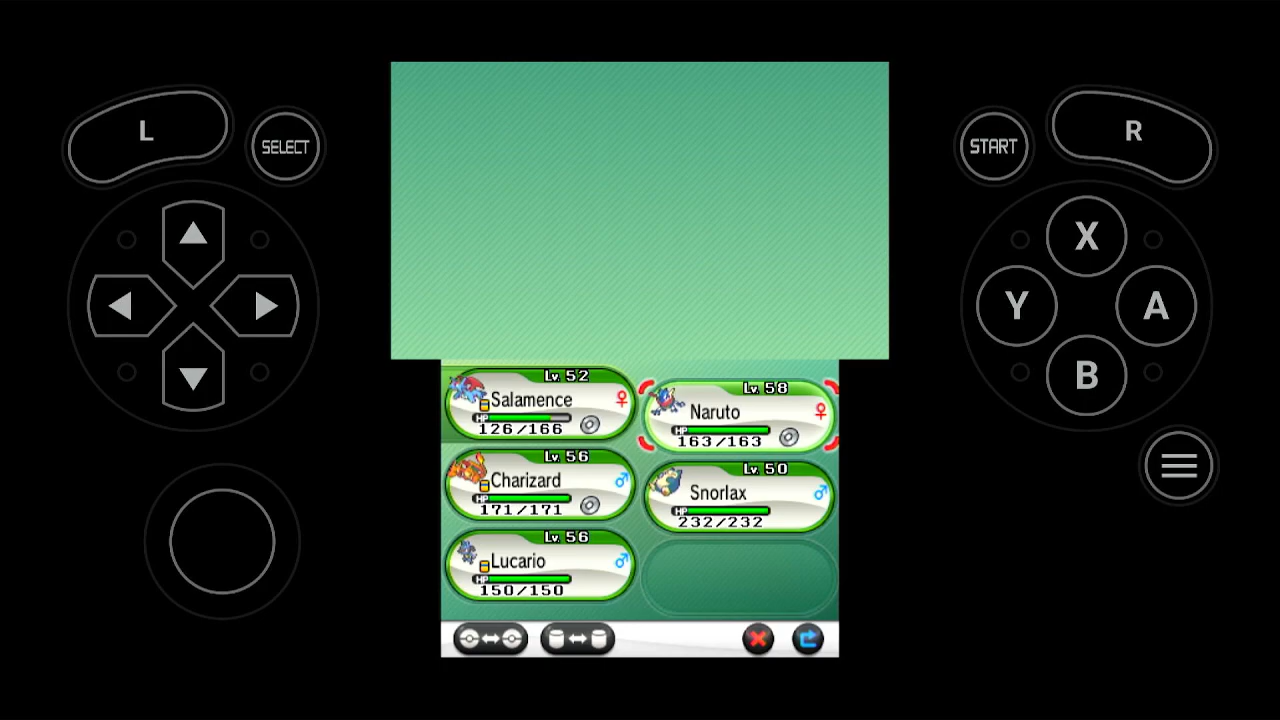 L
SELECT
START
R
X
Y
A
B
Lv. 52
Salamence ♀
HP
126/166
Lv. 58
Naruto ♀
HP
163/163
Lv. 56
Charizard ♂
HP
171/171
Lv. 50
Snorlax ♂
HP
232/232
Lv. 56
Lucario ♂
HP
150/150